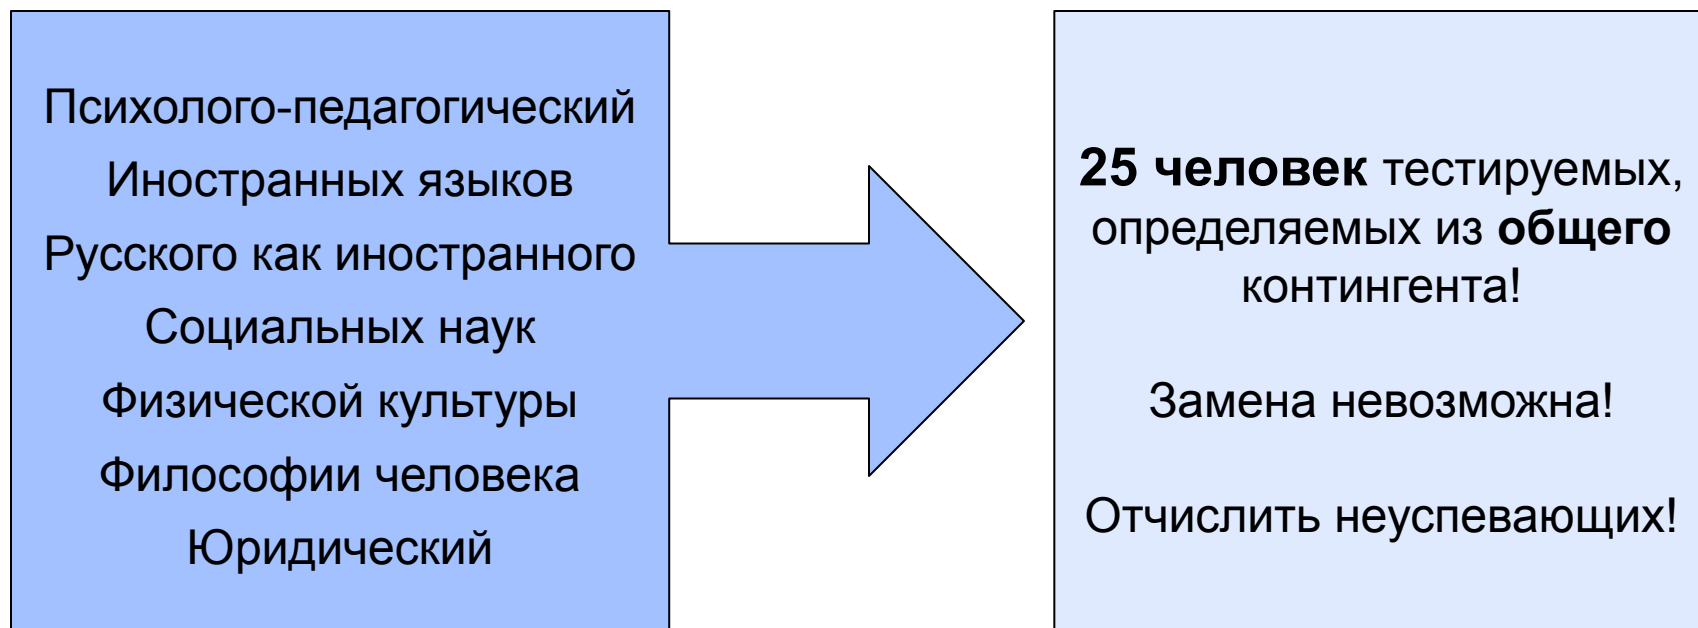 Психолого-педагогический
Иностранных языков
Русского как иностранного
Социальных наук
Физической культуры
Философии человека
Юридический
25 человек тестируемых,
определяемых из общего
контингента!
Замена невозможна!
Отчислить неуспевающих!